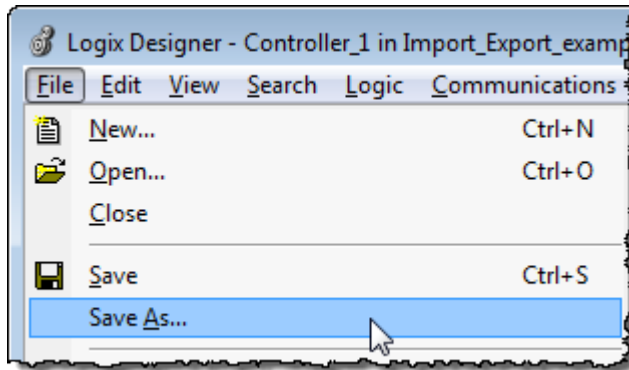 Logix Designer - Controller_1 in Import_Export_examp
File Edit View Search Logic Communications
New... Ctrl+N
Open... Ctrl+O
Close
Save Ctrl+S
Save As...